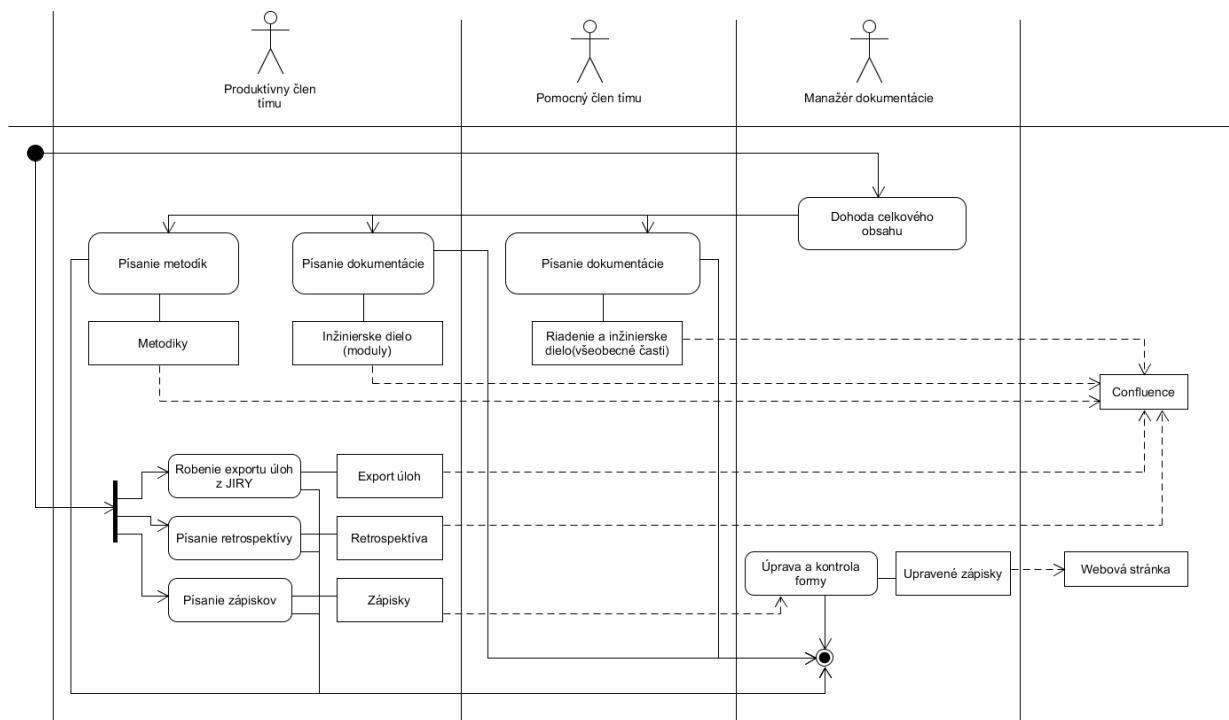 Produktívny člen
tímu
Pomocný člen tímu
Manažér dokumentácie
Dohoda celkového
obsahu
Písanie metodík
Písanie dokumentácie
Písanie dokumentácie
Metodiky
Inžinierske dielo
(moduly)
Riadenie a inžinierske
dielo(všeobecné časti)
Confluence
Robenie exportu úloh
z JIRY
Export úloh
Písanie retrospektívy
Retrospektíva
Úprava a kontrola
formy
Upravené zápisky
Webová stránka
Písanie zápiskov
Zápisky